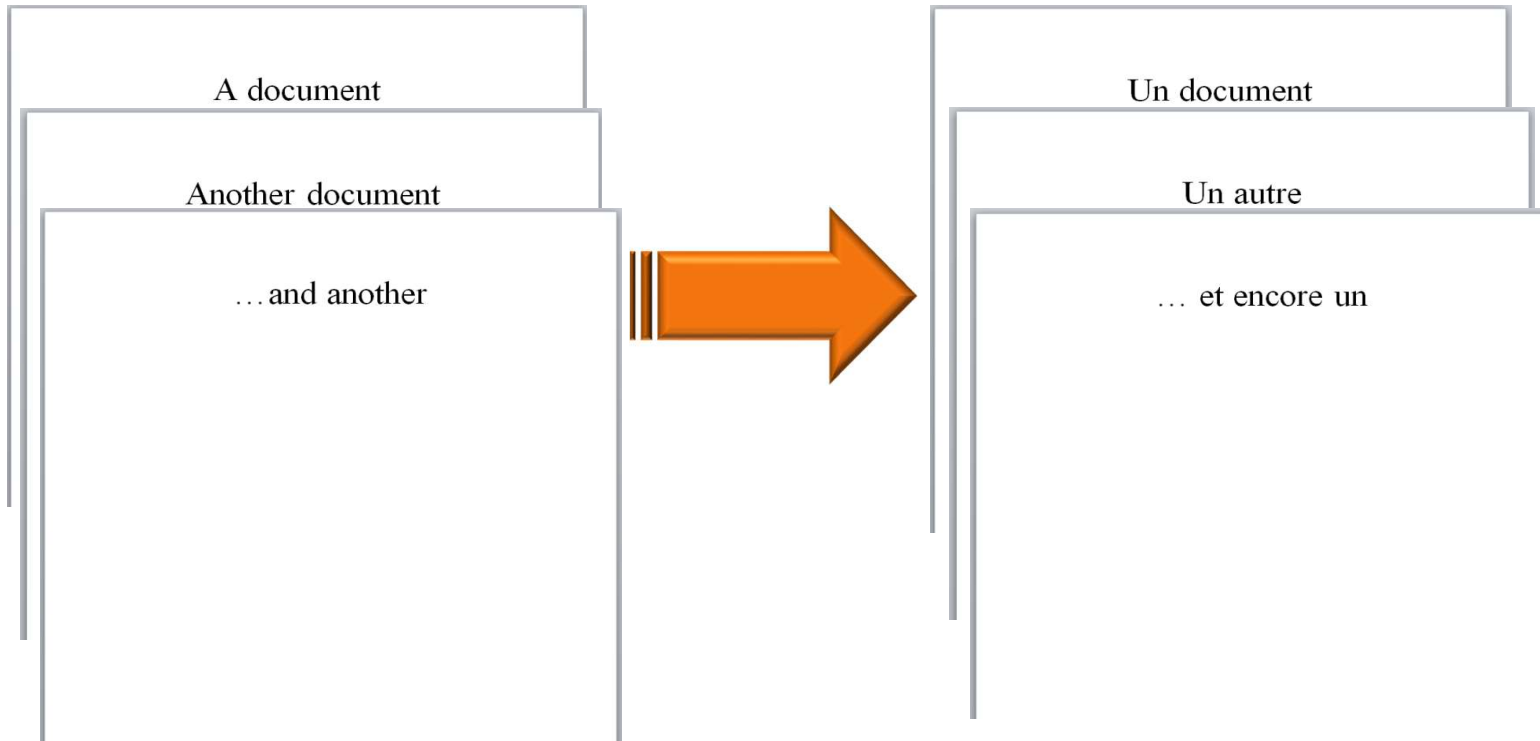 A document
Another document
…and another
Un document
Un autre
… et encore un